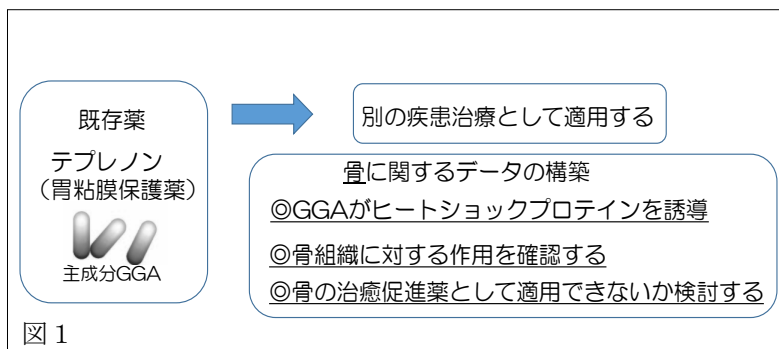 既存薬
テプレノン
（胃粘膜保護薬）
主成分GGA
別の疾患治療として適用する
骨に関するデータの構築
◎GGAがヒートショックプロテインを誘導
◎骨組織に対する作用を確認する
◎骨の治癒促進薬として適用できないか検討する
図 1